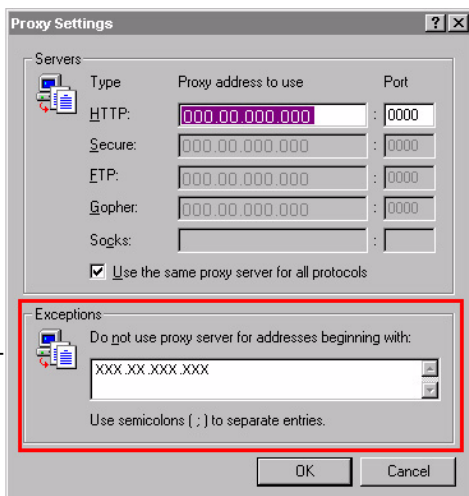 Proxy Settings
Servers
Type Proxy address to use Port
HTTP: 000.00.000.000 : 0000
Secure: 000.00.000.000 : 0000
FTP: 000.00.000.000 : 0000
Gopher: 000.00.000.000 : 0000
Socks: :
Use the same proxy server for all protocols
Exceptions
Do not use proxy server for addresses beginning with:
XXX.XX.XXX.XXX
Use semicolons ( ; ) to separate entries.
OK Cancel